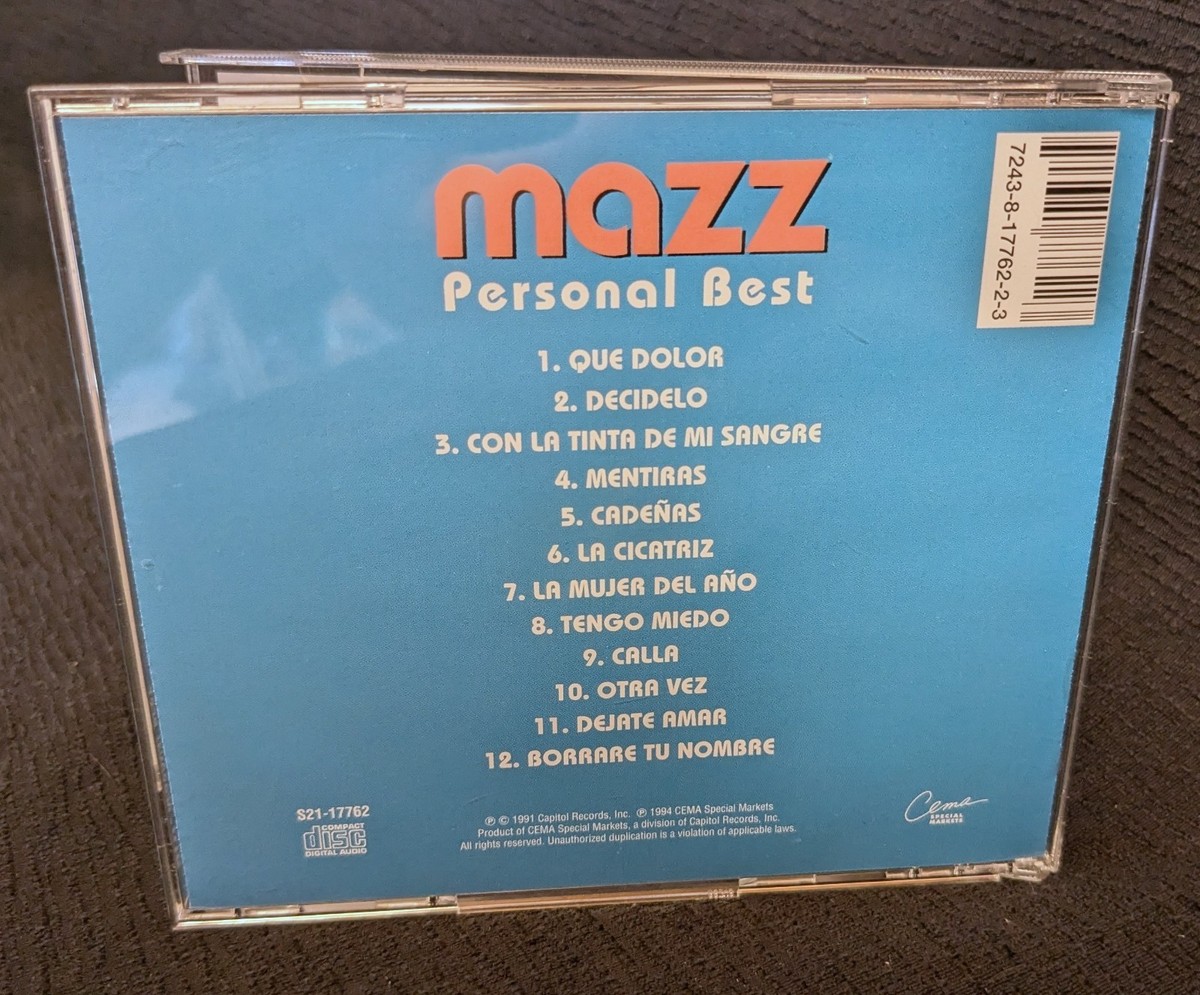 mazz
Personal Best
7243-8-17762-2-3
1. QUE DOLOR
2. DECIDELO
3. CON LA TINTA DE MI SANGRE
4. MENTIRAS
5. CADEÑAS
6. LA CICATRIZ
7. LA MUJER DEL AÑO
8. TENGO MIEDO
9. CALLA
10. OTRA VEZ
11. DEJATE AMAR
12. BORRARE TU NOMBRE
S21-17762
COMPACT
disc
DIGITAL AUDIO
℗ © 1991 Capitol Records, Inc. ℗ 1994 CEMA Special Markets
Product of CEMA Special Markets, a division of Capitol Records, Inc.
All rights reserved. Unauthorized duplication is a violation of applicable laws.
Cema
SPECIAL
MARKETS